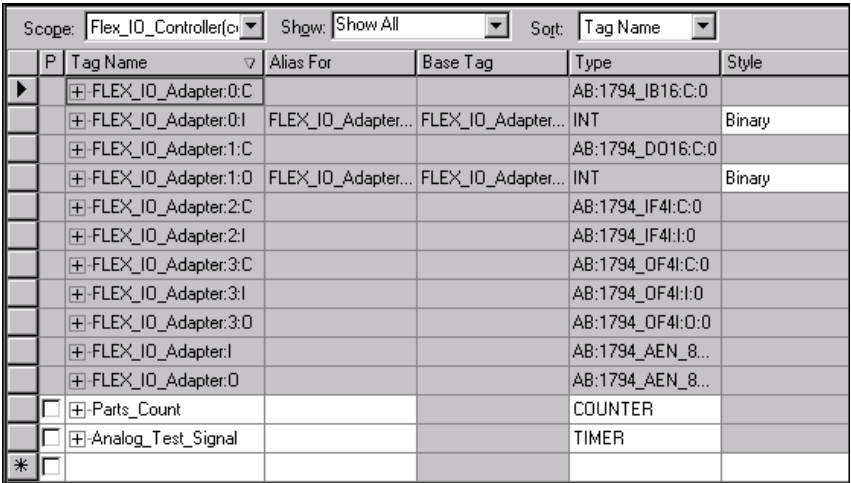 Scope: Flex_IO_Controller(c Show: Show All Sort: Tag Name
P Tag Name Alias For Base Tag Type Style
FLEX_IO_Adapter:0:C AB:1794_IB16:C:0
FLEX_IO_Adapter:0:I FLEX_IO_Adapter... FLEX_IO_Adapter... INT Binary
FLEX_IO_Adapter:1:C AB:1794_DO16:C:0
FLEX_IO_Adapter:1:O FLEX_IO_Adapter... FLEX_IO_Adapter... INT Binary
FLEX_IO_Adapter:2:C AB:1794_IF4I:C:0
FLEX_IO_Adapter:2:I AB:1794_IF4I:I:0
FLEX_IO_Adapter:3:C AB:1794_OF4I:C:0
FLEX_IO_Adapter:3:I AB:1794_OF4I:I:0
FLEX_IO_Adapter:3:O AB:1794_OF4I:O:0
FLEX_IO_Adapter:I AB:1794_AEN_8...
FLEX_IO_Adapter:O AB:1794_AEN_8...
Parts_Count COUNTER
Analog_Test_Signal TIMER